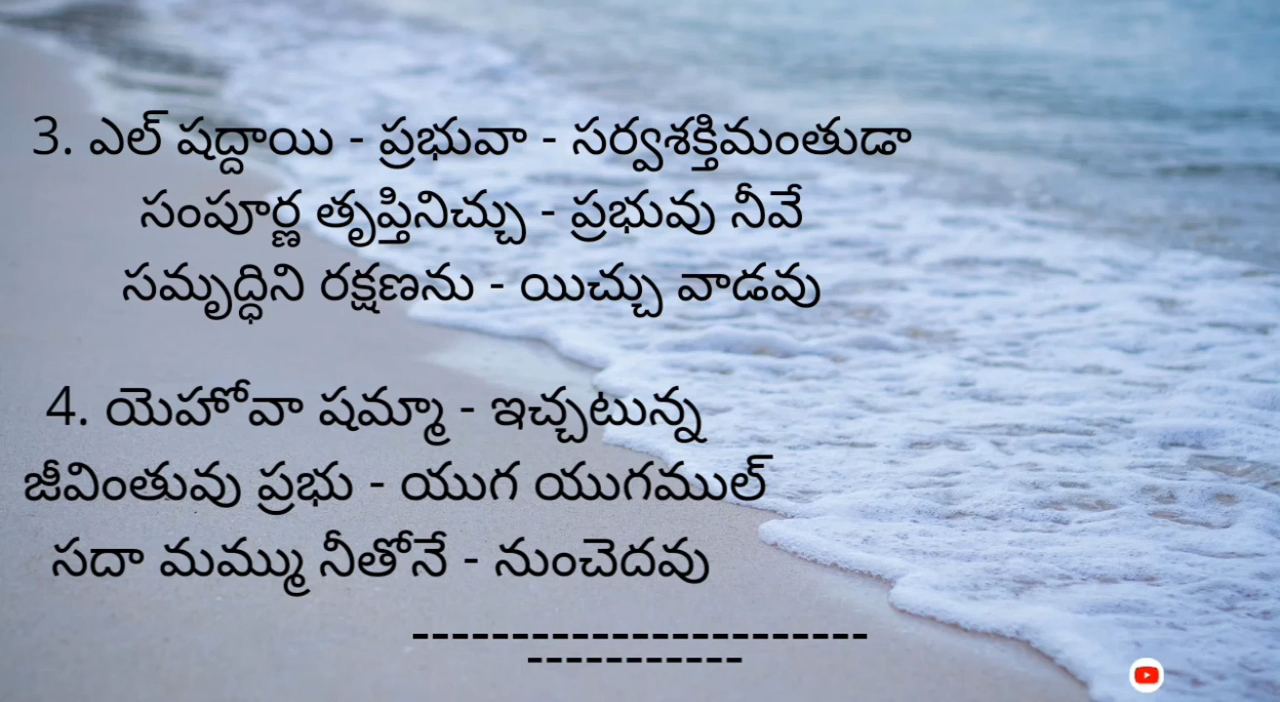 3. ఎల్ షద్దాయి - ప్రభువా - సర్వశక్తిమంతుడా
సంపూర్ణ తృప్తినిచ్చు - ప్రభువు నీవే
సమృద్ధిని రక్షణను - యిచ్చు వాడవు
4. యెహోవా షమ్మా - ఇచ్చటున్న
జీవింతువు ప్రభు - యుగ యుగముల్
సదా మమ్ము నీతోనే - నుంచెదవు
-----------------------
-----------